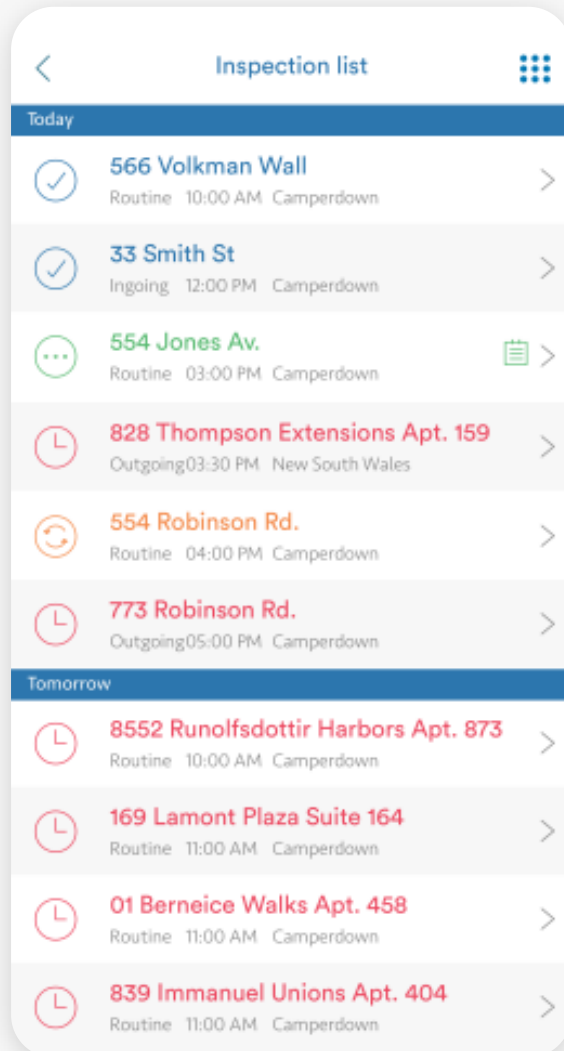 Inspection list
Today
566 Volkman Wall
Routine 10:00 AM Camperdown
33 Smith St
Ingoing 12:00 PM Camperdown
554 Jones Av.
Routine 03:00 PM Camperdown
828 Thompson Extensions Apt. 159
Outgoing03:30 PM New South Wales
554 Robinson Rd.
Routine 04:00 PM Camperdown
773 Robinson Rd.
Outgoing05:00 PM Camperdown
Tomorrow
8552 Runolfsdottir Harbors Apt. 873
Routine 10:00 AM Camperdown
169 Lamont Plaza Suite 164
Routine 11:00 AM Camperdown
01 Berneice Walks Apt. 458
Routine 11:00 AM Camperdown
839 Immanuel Unions Apt. 404
Routine 11:00 AM Camperdown